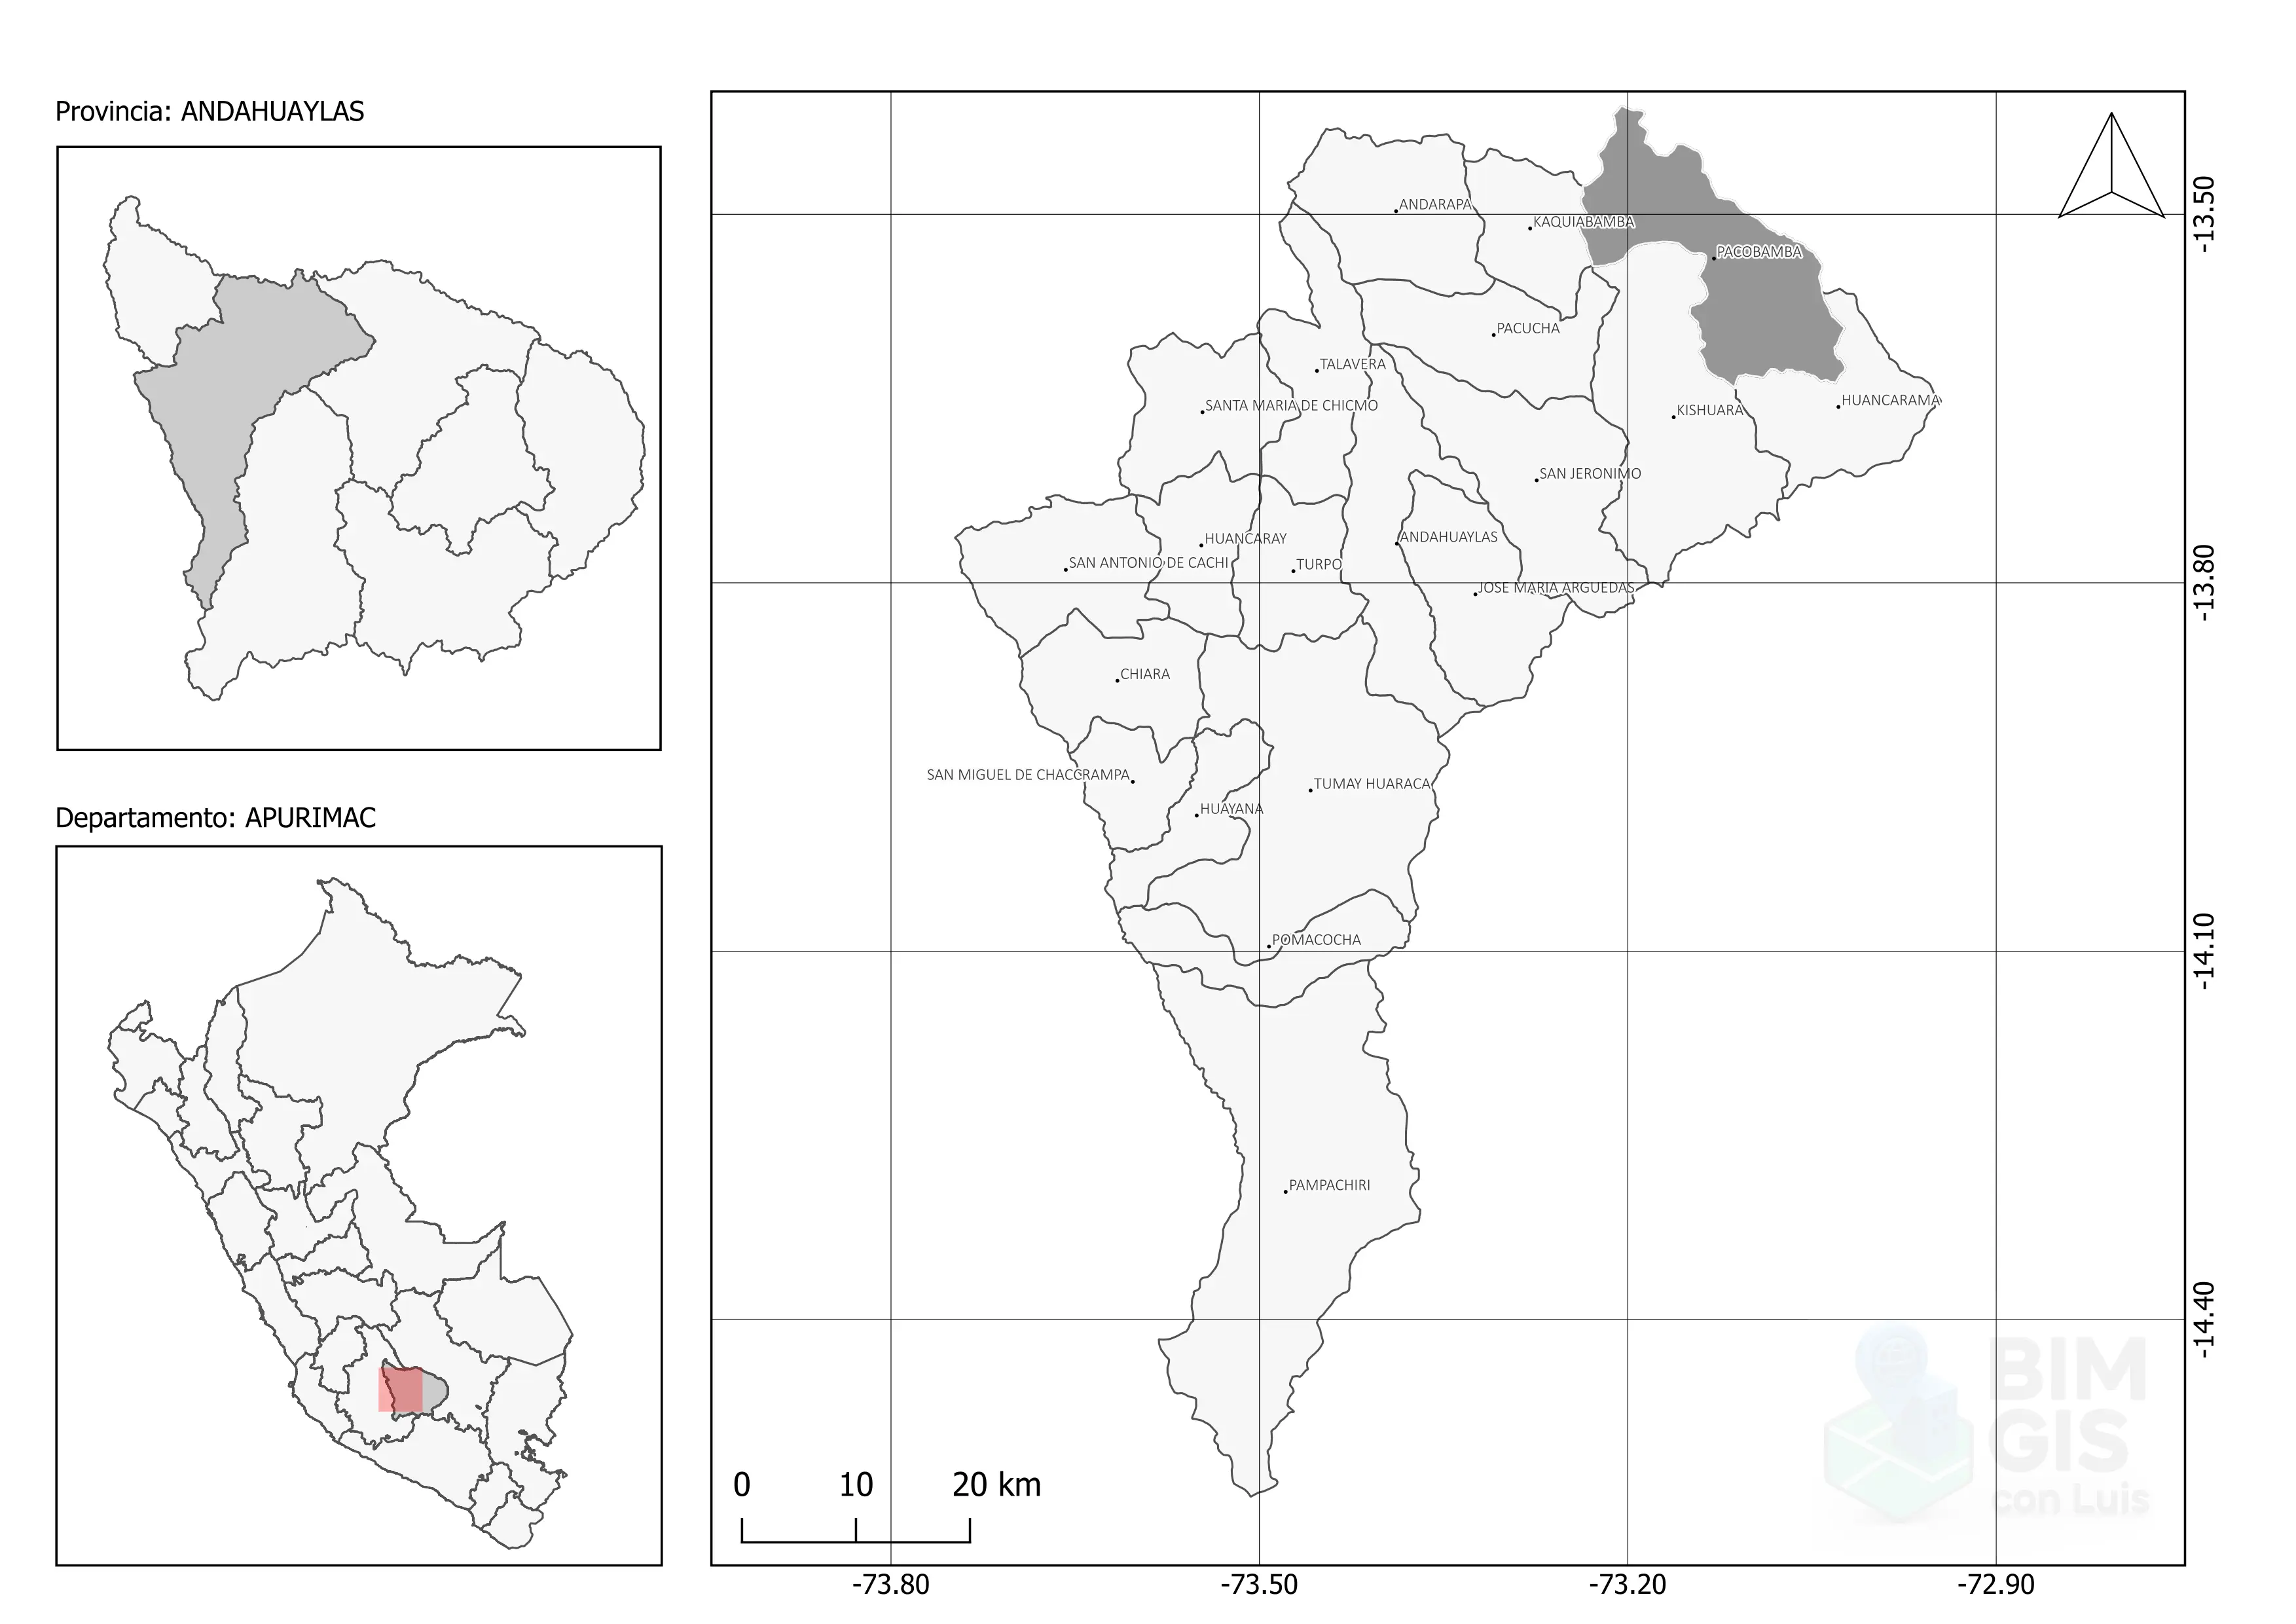 Provincia: ANDAHUAYLAS
Departamento: APURIMAC
ANDARAPA
KAQUIABAMBA
PACOBAMBA
PACUCHA
TALAVERA
SANTA MARIA DE CHICMO
KISHUARA
HUANCARAMA
SAN JERONIMO
HUANCARAY
ANDAHUAYLAS
SAN ANTONIO DE CACHI
TURPO
JOSE MARIA ARGUEDAS
CHIARA
SAN MIGUEL DE CHACCRAMPA
TUMAY HUARACA
HUAYANA
POMACOCHA
PAMPACHIRI
-13.50
-13.80
-14.10
-14.40
BIM
GIS
con Luis
0 10 20 km
-73.80 -73.50 -73.20 -72.90